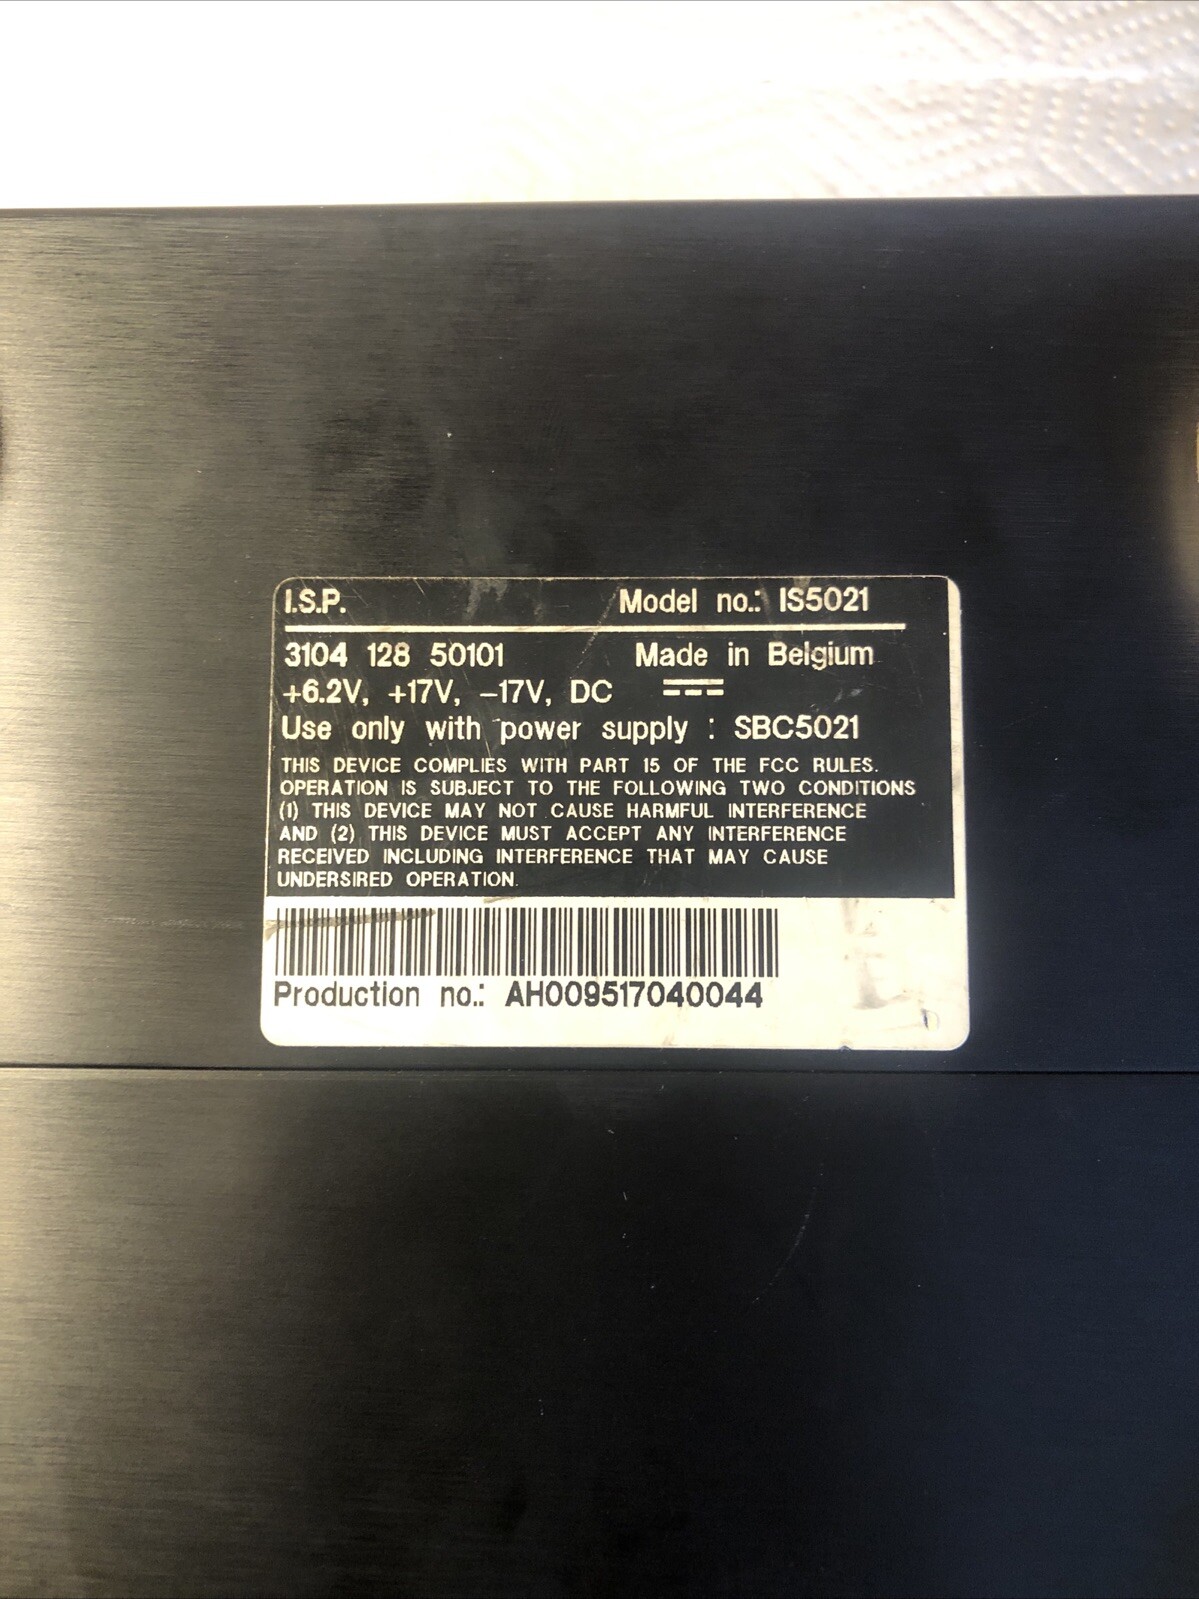 I.S.P. Model no.: IS5021
3104 128 50101 Made in Belgium
+6.2V, +17V, -17V, DC
Use only with power supply : SBC5021
THIS DEVICE COMPLIES WITH PART 15 OF THE FCC RULES.
OPERATION IS SUBJECT TO THE FOLLOWING TWO CONDITIONS
(1) THIS DEVICE MAY NOT CAUSE HARMFUL INTERFERENCE
AND (2) THIS DEVICE MUST ACCEPT ANY INTERFERENCE
RECEIVED INCLUDING INTERFERENCE THAT MAY CAUSE
UNDERSIRED OPERATION.
Production no.: AH009517040044